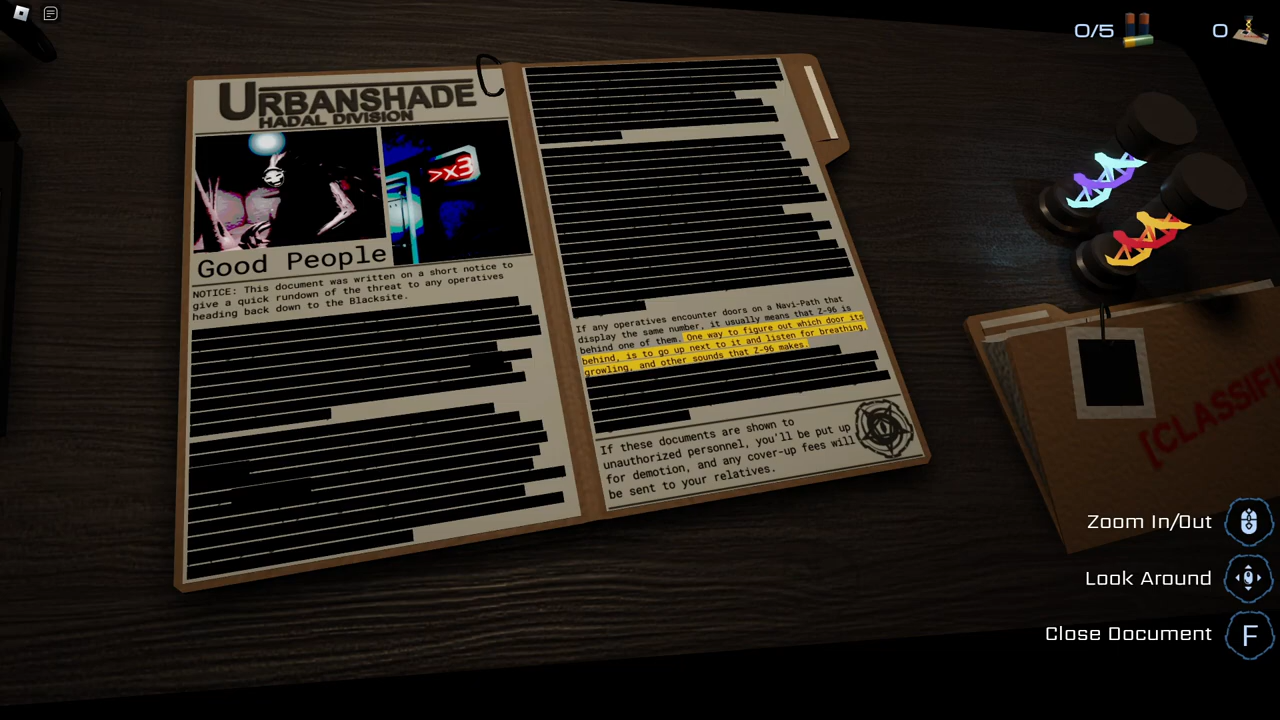 0/5
0
URBANSHADE
HADAL DIVISION
>x3
Good People
NOTICE: This document was written on a short notice to
give a quick rundown of the threat to any operatives
heading back down to the Blacksite.
If any operatives encounter doors on a Navi-Path that
display the same number, it usually means that Z-96 is
behind one of them. One way to figure out which door its
behind, is to go up next to it and listen for breathing,
growling, and other sounds that Z-96 makes.
If these documents are shown to
unauthorized personnel, you'll be put up
for demotion, and any cover-up fees will
be sent to your relatives.
[CLASSIFI
Zoom In/Out
Look Around
Close Document
F